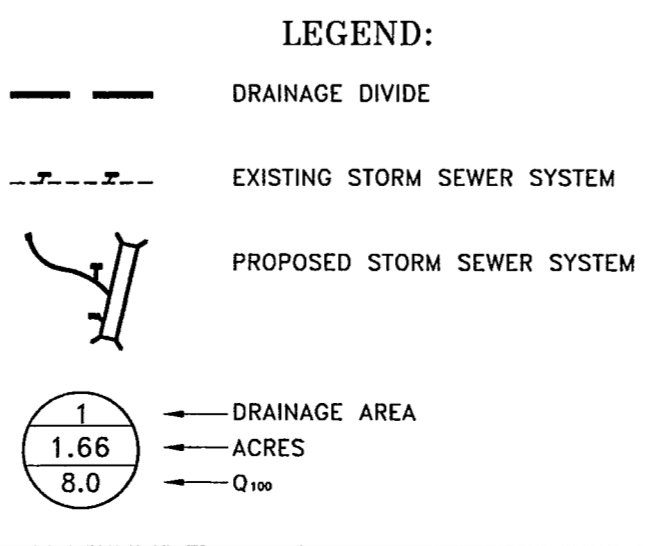 LEGEND:
DRAINAGE DIVIDE
EXISTING STORM SEWER SYSTEM
PROPOSED STORM SEWER SYSTEM
1
DRAINAGE AREA
1.66
ACRES
8.0
Q100